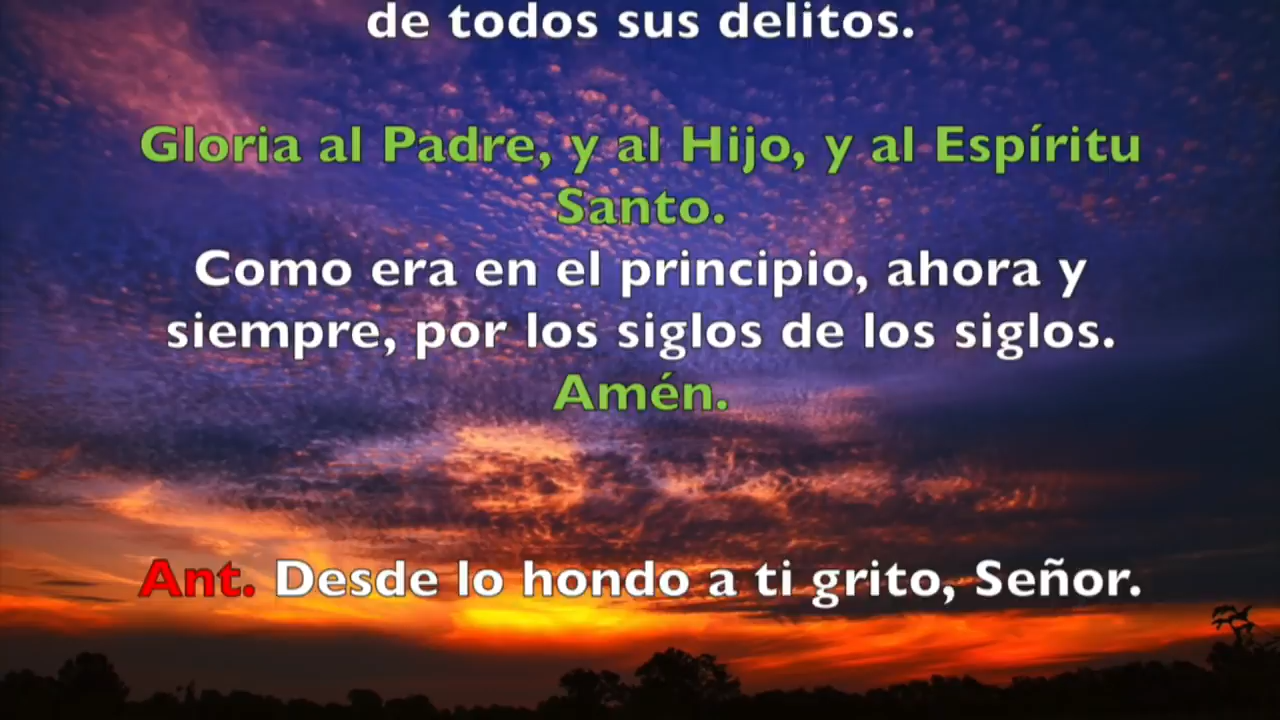 de todos sus delitos.
Gloria al Padre, y al Hijo, y al Espíritu
Santo.
Como era en el principio, ahora y
siempre, por los siglos de los siglos.
Amén.
Ant. Desde lo hondo a ti grito, Señor.